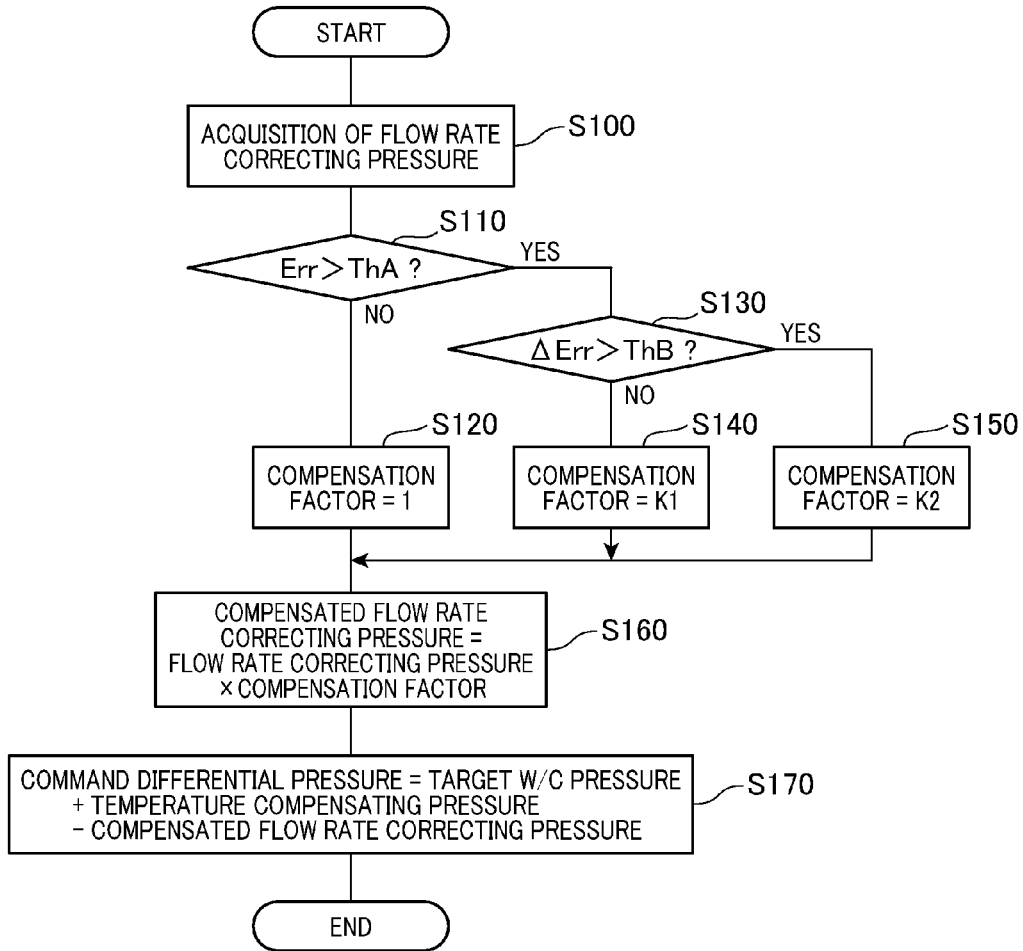 START
ACQUISITION OF FLOW RATE
CORRECTING PRESSURE
S100
S110
Err＞ThA ?
YES
NO
S130
Δ Err＞ThB ?
YES
NO
S120
COMPENSATION
FACTOR = 1
S140
COMPENSATION
FACTOR = K1
S150
COMPENSATION
FACTOR = K2
COMPENSATED FLOW RATE
CORRECTING PRESSURE =
FLOW RATE CORRECTING PRESSURE
× COMPENSATION FACTOR
S160
COMMAND DIFFERENTIAL PRESSURE = TARGET W/C PRESSURE
+ TEMPERATURE COMPENSATING PRESSURE
- COMPENSATED FLOW RATE CORRECTING PRESSURE
S170
END